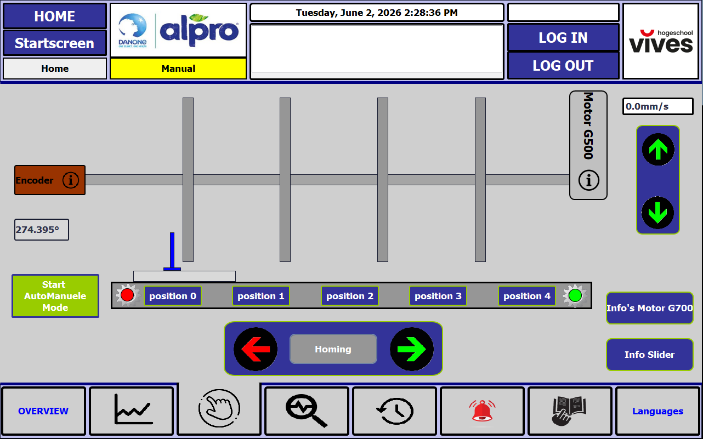 HOME
Startscreen
Home
DANONE
alpro
Manual
Tuesday, June 2, 2026 2:28:36 PM
LOG IN
LOG OUT
hogeschool
vives
Motor G500
0.0mm/s
Encoder
274.395°
Start
AutoManuele
Mode
position 0
position 1
position 2
position 3
position 4
Info's Motor G700
Homing
Info Slider
OVERVIEW
Languages